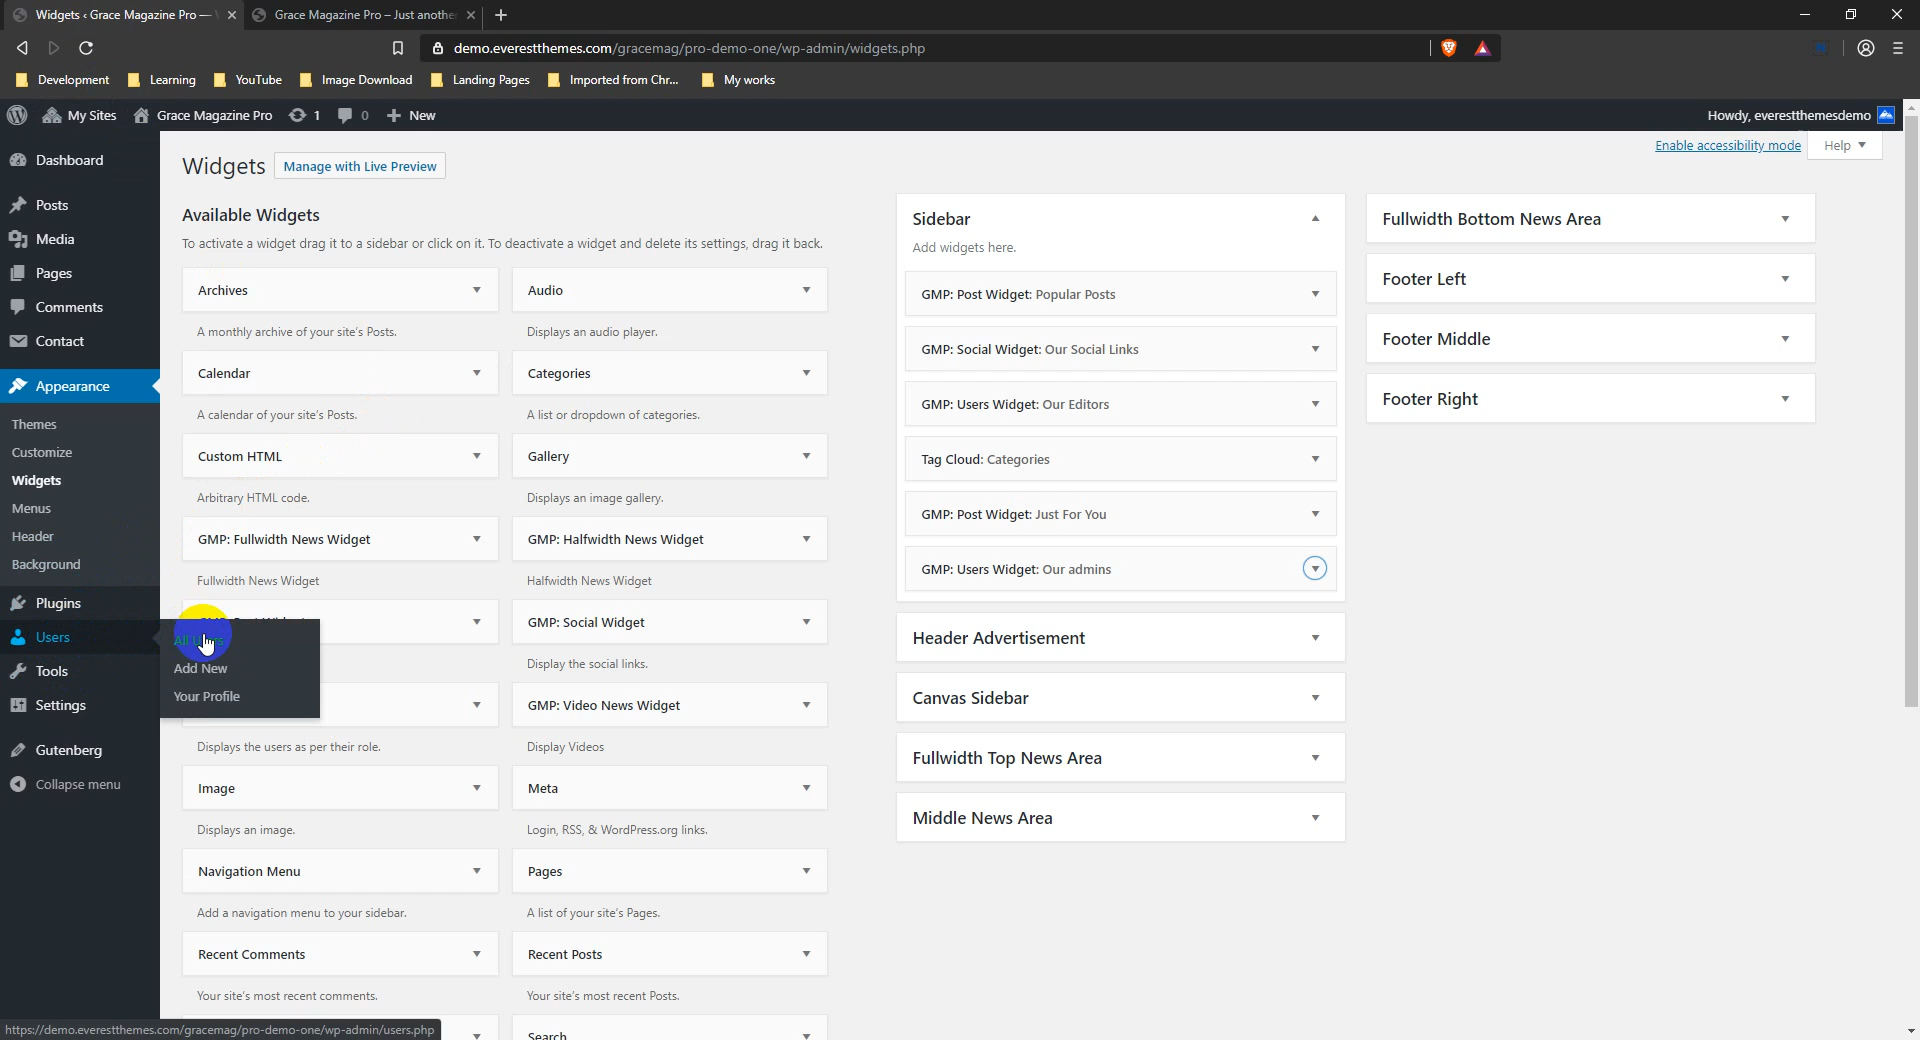 Widgets ‹ Grace Magazine Pro —
Grace Magazine Pro – Just anothe
demo.everestthemes.com/gracemag/pro-demo-one/wp-admin/widgets.php
Development
Learning
YouTube
Image Download
Landing Pages
Imported from Chr...
My works
My Sites
Grace Magazine Pro
1
0
New
Howdy, everestthemesdemo
Dashboard
Posts
Media
Pages
Comments
Contact
Appearance
Themes
Customize
Widgets
Menus
Header
Background
Plugins
Users
Tools
Settings
Gutenberg
Collapse menu
All
Add New
Your Profile
Widgets
Manage with Live Preview
Enable accessibility mode
Help
Available Widgets
To activate a widget drag it to a sidebar or click on it. To deactivate a widget and delete its settings, drag it back.
Archives
Audio
A monthly archive of your site's Posts.
Displays an audio player.
Calendar
Categories
A calendar of your site's Posts.
A list or dropdown of categories.
Custom HTML
Gallery
Arbitrary HTML code.
Displays an image gallery.
GMP: Fullwidth News Widget
GMP: Halfwidth News Widget
Fullwidth News Widget
Halfwidth News Widget
GMP: Social Widget
Display the social links.
GMP: Video News Widget
Displays the users as per their role.
Display Videos
Image
Meta
Displays an image.
Login, RSS, & WordPress.org links.
Navigation Menu
Pages
Add a navigation menu to your sidebar.
A list of your site's Pages.
Recent Comments
Recent Posts
Your site's most recent comments.
Your site's most recent Posts.
Search
Sidebar
Add widgets here.
GMP: Post Widget: Popular Posts
GMP: Social Widget: Our Social Links
GMP: Users Widget: Our Editors
Tag Cloud: Categories
GMP: Post Widget: Just For You
GMP: Users Widget: Our admins
Header Advertisement
Canvas Sidebar
Fullwidth Top News Area
Middle News Area
Fullwidth Bottom News Area
Footer Left
Footer Middle
Footer Right
https://demo.everestthemes.com/gracemag/pro-demo-one/wp-admin/users.php